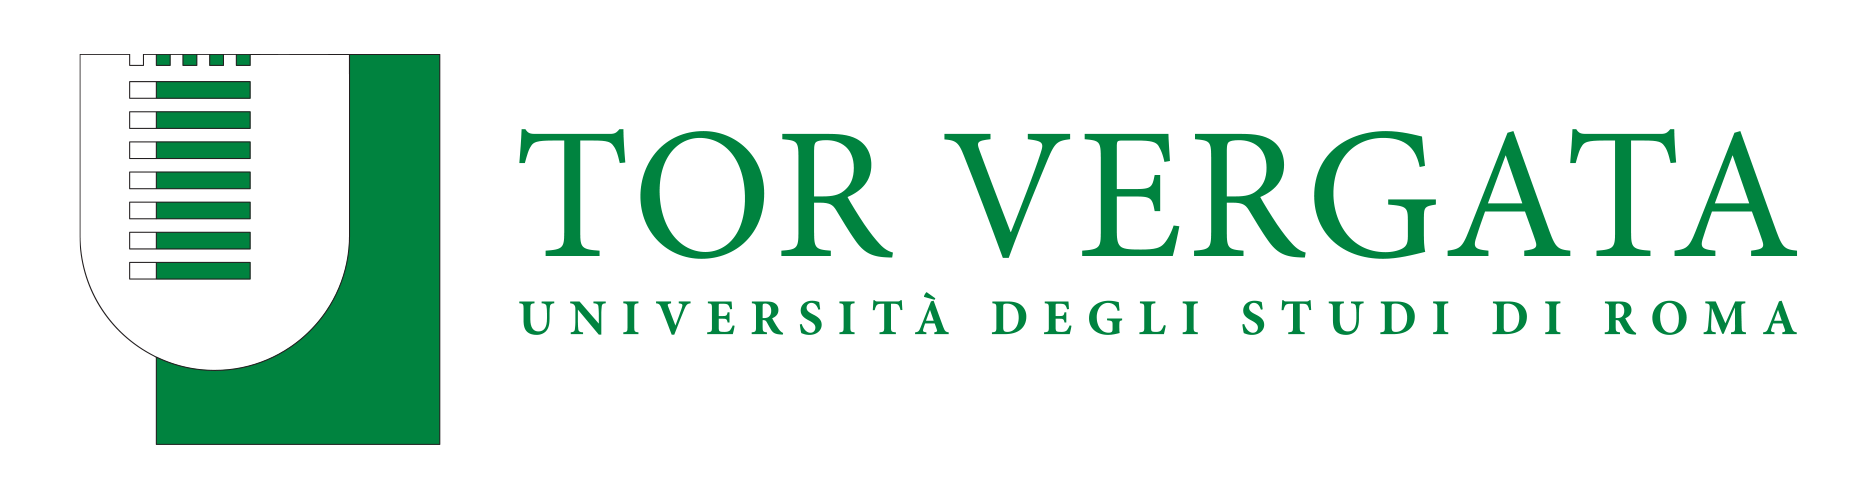 TOR VERGATA
UNIVERSITÀ DEGLI STUDI DI ROMA